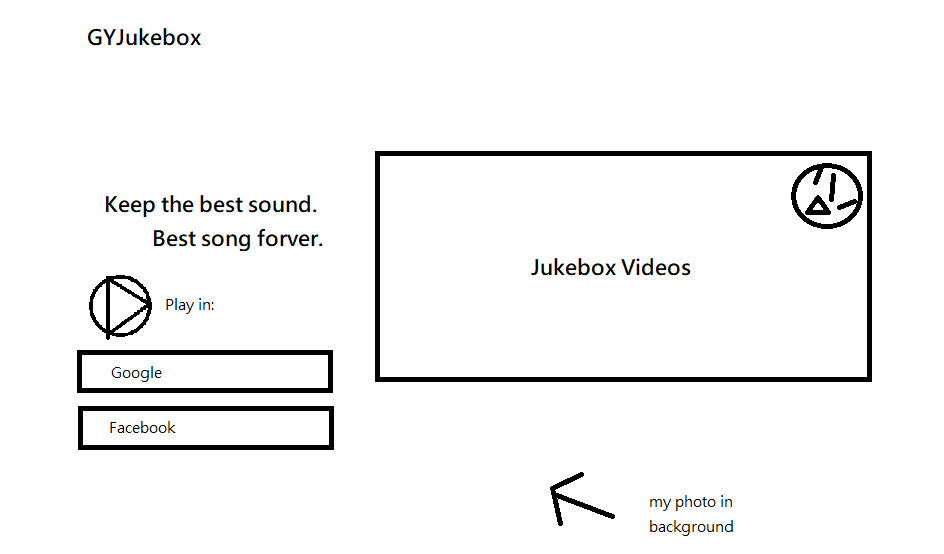 GYJukebox
Keep the best sound.
Best song forver.
Play in:
Google
Facebook
Jukebox Videos
my photo in
background